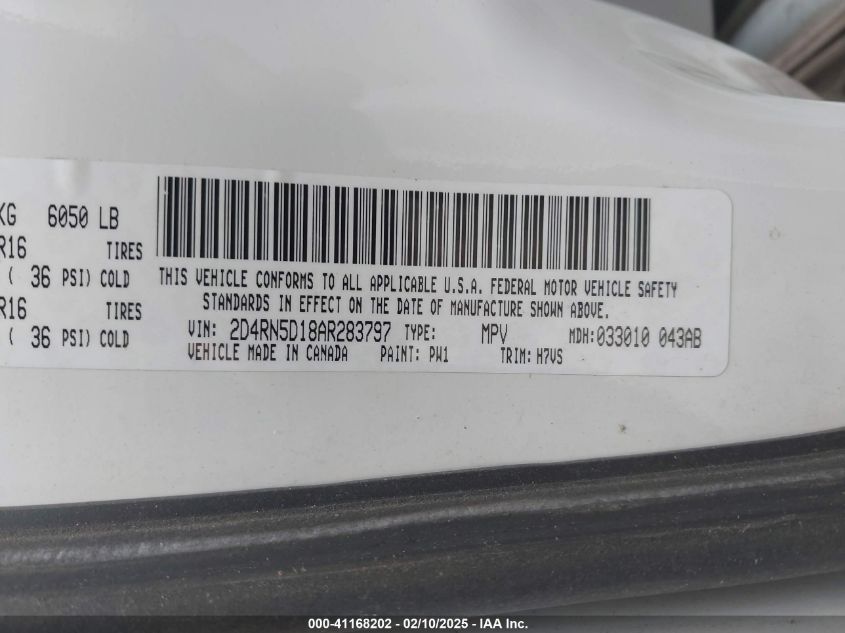 KG 6050 LB
R16 TIRES
( 36 PSI) COLD
R16 TIRES
( 36 PSI) COLD
THIS VEHICLE CONFORMS TO ALL APPLICABLE U.S.A. FEDERAL MOTOR VEHICLE SAFETY
STANDARDS IN EFFECT ON THE DATE OF MANUFACTURE SHOWN ABOVE.
VIN: 2D4RN5D18AR283797 TYPE: MPV MDH:033010 043AB
VEHICLE MADE IN CANADA PAINT: PW1 TRIM: H7VS
000-41168202 - 02/10/2025 - IAA Inc.